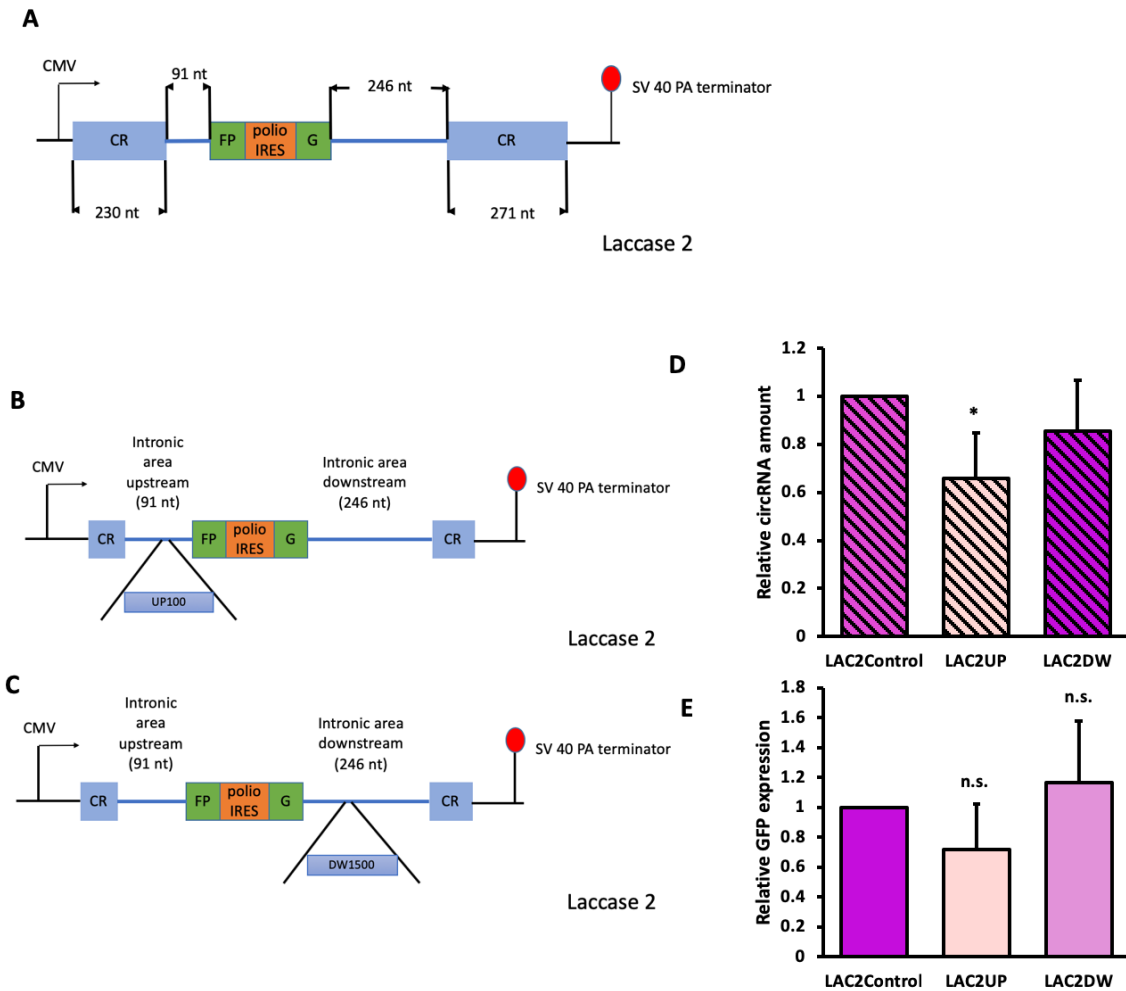 A
CMV
91 nt
246 nt
SV 40 PA terminator
CR
FP
polio
IRES
G
CR
230 nt
271 nt
Laccase 2
B
Intronic
area
upstream
(91 nt)
Intronic area
downstream
(246 nt)
CMV
SV 40 PA terminator
CR
FP
polio
IRES
G
CR
UP100
Laccase 2
C
Intronic
area
upstream
(91 nt)
Intronic area
downstream
(246 nt)
CMV
SV 40 PA terminator
CR
FP
polio
IRES
G
CR
DW1500
Laccase 2
D
Relative circRNA amount
1.2
1
0.8
0.6
0.4
0.2
0
*
LAC2Control
LAC2UP
LAC2DW
E
Relative GFP expression
1.8
1.6
1.4
1.2
1
0.8
0.6
0.4
0.2
0
n.s.
n.s.
LAC2Control
LAC2UP
LAC2DW